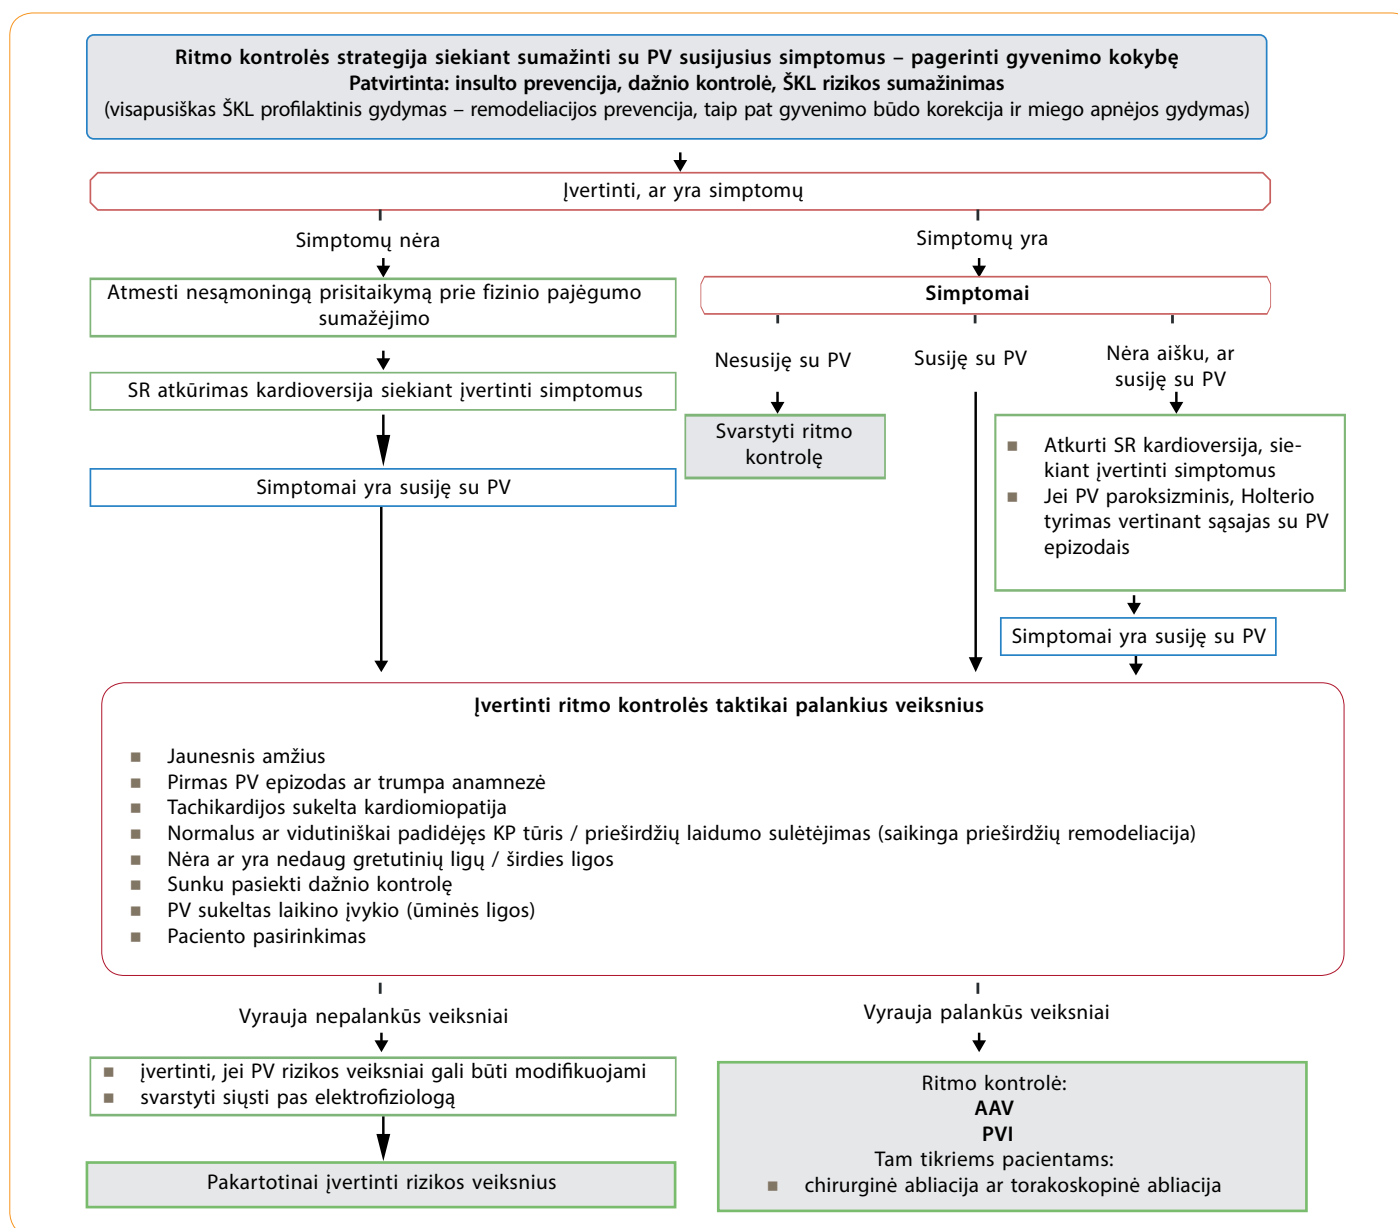 Ritmo kontrolės strategija siekiant sumažinti su PV susijusius simptomus – pagerinti gyvenimo kokybę
Patvirtinta: insulto prevencija, dažnio kontrolė, ŠKL rizikos sumažinimas
(visapusiškas ŠKL profilaktinis gydymas – remodeliacijos prevencija, taip pat gyvenimo būdo korekcija ir miego apnėjos gydymas)
Įvertinti, ar yra simptomų
Simptomų nėra
Simptomų yra
Atmesti nesąmoningą prisitaikymą prie fizinio pajėgumo
sumažėjimo
SR atkūrimas kardioversija siekiant įvertinti simptomus
Simptomai yra susiję su PV
Simptomai
Nesusiję su PV
Susiję su PV
Nėra aišku, ar
susiję su PV
Svarstyti ritmo
kontrolę
■ Atkurti SR kardioversija, sie-
kiant įvertinti simptomus
■ Jei PV paroksizminis, Holterio
tyrimas vertinant sąsajas su PV
epizodais
Simptomai yra susiję su PV
Įvertinti ritmo kontrolės taktikai palankius veiksnius
■ Jaunesnis amžius
■ Pirmas PV epizodas ar trumpa anamnezė
■ Tachikardijos sukelta kardiomiopatija
■ Normalus ar vidutiniškai padidėjęs KP tūris / prieširdžių laidumo sulėtėjimas (saikinga prieširdžių remodeliacija)
■ Nėra ar yra nedaug gretutinių ligų / širdies ligos
■ Sunku pasiekti dažnio kontrolę
■ PV sukeltas laikino įvykio (ūminės ligos)
■ Paciento pasirinkimas
Vyrauja nepalankūs veiksniai
Vyrauja palankūs veiksniai
■ įvertinti, jei PV rizikos veiksniai gali būti modifikuojami
■ svarstyti siųsti pas elektrofiziologą
Pakartotinai įvertinti rizikos veiksnius
Ritmo kontrolė:
AAV
PVI
Tam tikriems pacientams:
■ chirurginė abliacija ar torakoskopinė abliacija